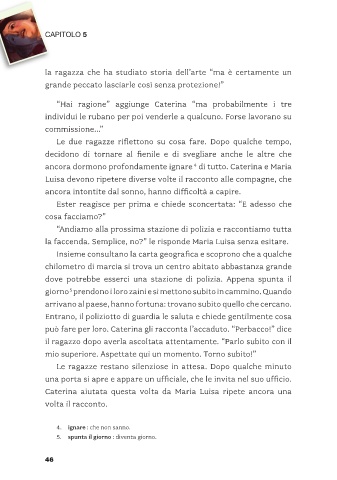 CAPITOLO 5
la ragazza che ha studiato storia dell'arte "ma è certamente un
grande peccato lasciarle così senza protezione!"
"Hai ragione" aggiunge Caterina "ma probabilmente i tre
individui le rubano per poi venderle a qualcuno. Forse lavorano su
commissione..."
Le due ragazze riflettono su cosa fare. Dopo qualche tempo,
decidono di tornare al fienile e di svegliare anche le altre che
ancora dormono profondamente ignare 4 di tutto. Caterina e Maria
Luisa devono ripetere diverse volte il racconto alle compagne, che
ancora intontite dal sonno, hanno difficoltà a capire.
Ester reagisce per prima e chiede sconcertata: "E adesso che
cosa facciamo?"
"Andiamo alla prossima stazione di polizia e raccontiamo tutta
la faccenda. Semplice, no?" le risponde Maria Luisa senza esitare.
Insieme consultano la carta geografica e scoprono che a qualche
chilometro di marcia si trova un centro abitato abbastanza grande
dove potrebbe esserci una stazione di polizia. Appena spunta il
giorno 5 prendono i loro zaini e si mettono subito in cammino. Quando
arrivano al paese, hanno fortuna: trovano subito quello che cercano.
Entrano, il poliziotto di guardia le saluta e chiede gentilmente cosa
può fare per loro. Caterina gli racconta l'accaduto. "Perbacco!" dice
il ragazzo dopo averla ascoltata attentamente. "Parlo subito con il
mio superiore. Aspettate qui un momento. Torno subito!"
Le ragazze restano silenziose in attesa. Dopo qualche minuto
una porta si apre e appare un ufficiale, che le invita nel suo ufficio.
Caterina aiutata questa volta da Maria Luisa ripete ancora una
volta il racconto.
4. ignare : che non sanno.
5. spunta il giorno : diventa giorno.
46